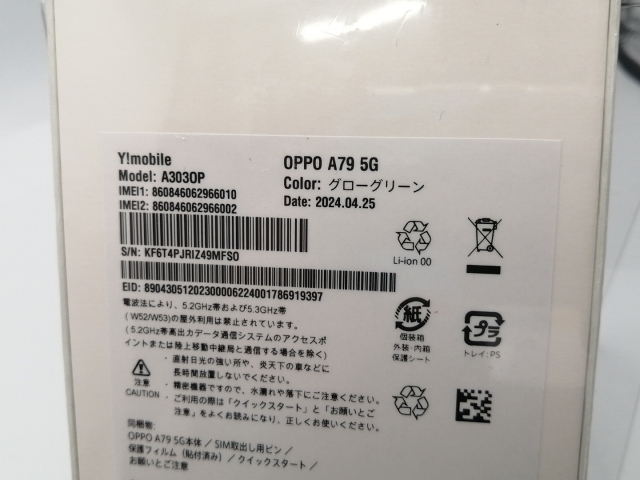 Y!mobile
OPPO A79 5G
Model: A303OP
Color: グローグリーン
IMEI1: 860846062966010
Date: 2024.04.25
IMEI2: 860846062966002
S/N: KF6T4PJRIZ49MFSO
Li-ion 00
EID: 89043051202300006224001786919397
電波法により、5.2GHz帯および5.3GHz帯
(W52/W53)の屋外利用は禁止されています。
(5.2GHz帯高出力データ通信システムのアクセスポ
イントまたは陸上移動中継局と通信する場合を除く)
紙
個装箱
外装・内箱
保護シート
プラ
トレイ:PS
注意
CAUTION
・直射日光の強い所や、炎天下の車などに
長時間放置しないでください。
・精密機器ですので、水濡れや落下にご注意ください。
・ご利用の際は「クイックスタート」と「お願いとご
注意」をよくお読みになり、正しくお使いください。
同梱物:
OPPO A79 5G本体/SIM取出し用ピン/
保護フィルム(貼付済み)/クイックスタート/
お願いとご注意